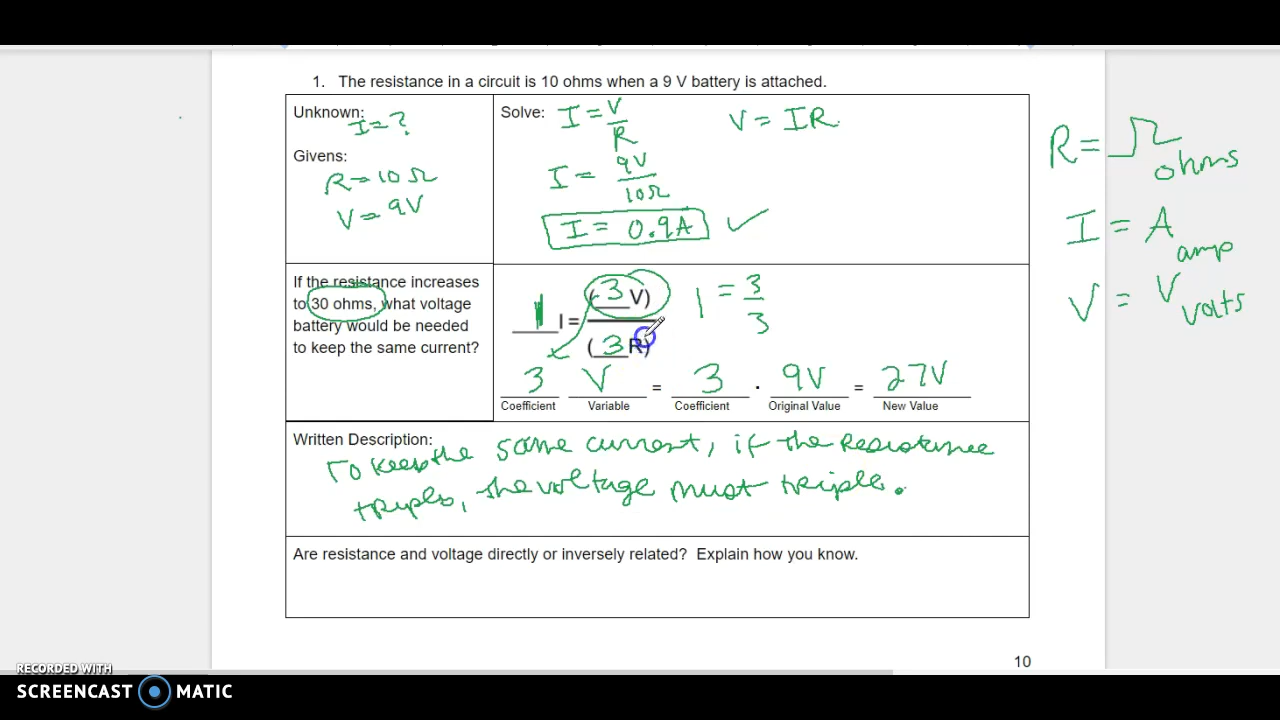 1. The resistance in a circuit is 10 ohms when a 9 V battery is attached.
Unknown:
I = ?
Givens:
R = 10 Ω
V = 9V
Solve: I = V/R
V = IR
I = 9V/10Ω
I = 0.9A ✓
R = Ω
ohms
I = A
amp
V = V
volts
If the resistance increases
to 30 ohms, what voltage
battery would be needed
to keep the same current?
1 I = (3V)/(3R)
1 = 3/3
3 V = 3 · 9V = 27V
Coefficient Variable Coefficient Original Value New Value
Written Description:
To keep the same current, if the Resistance
triples, the voltage must triple.
Are resistance and voltage directly or inversely related? Explain how you know.
10
RECORDED WITH
SCREENCAST MATIC